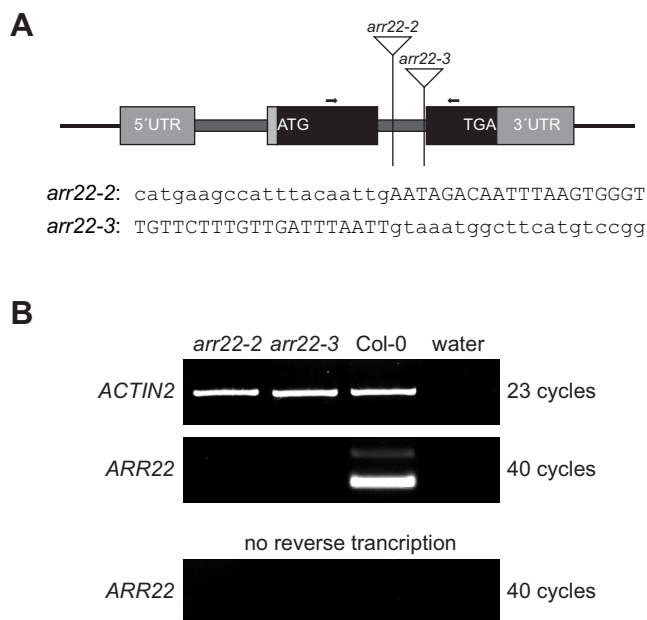 A
arr22-2
arr22-3
5´UTR
ATG
TGA
3´UTR
arr22-2: catgaagccatttacaattgAATAGACAATTTAAGTGGGT
arr22-3: TGTTCTTTGTTGATTTAATTgtaaatggcttcatgtccgg
B
arr22-2 arr22-3 Col-0 water
ACTIN2 23 cycles
ARR22 40 cycles
no reverse trancription
ARR22 40 cycles